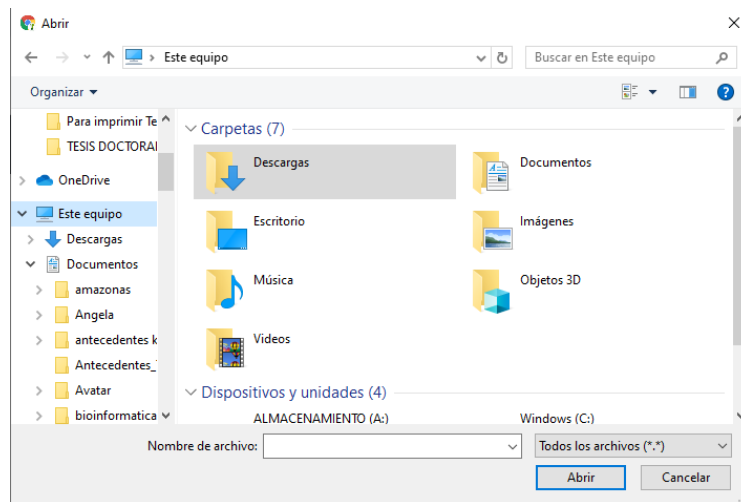 Abrir
Este equipo
Buscar en Este equipo
Organizar
Para imprimir Te
TESIS DOCTORAI
OneDrive
Este equipo
Descargas
Documentos
amazonas
Angela
antecedentes k
Antecedentes_
Avatar
bioinformatica
Carpetas (7)
Descargas
Documentos
Escritorio
Imágenes
Música
Objetos 3D
Videos
Dispositivos y unidades (4)
ALMACENAMIENTO (A:)
Windows (C:)
Nombre de archivo:
Todos los archivos (*.*)
Abrir
Cancelar